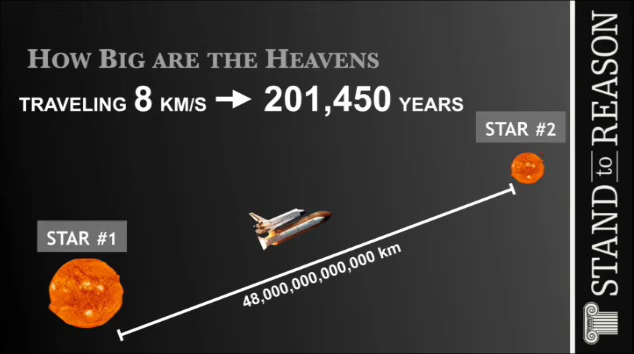 How Big are the Heavens
TRAVELING 8 KM/S → 201,450 YEARS
STAR #2
STAR #1
48,000,000,000,000 km
STAND to REASON